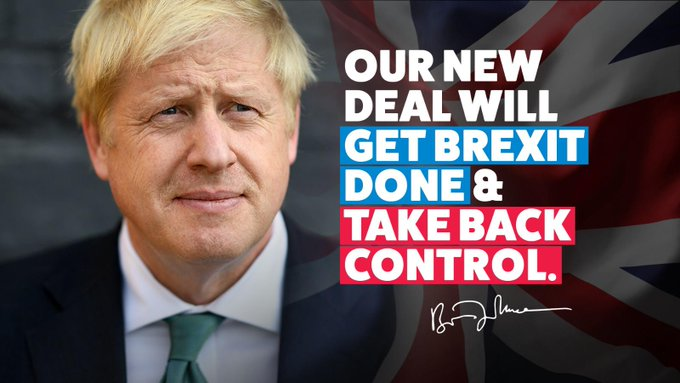 OUR NEW
DEAL WILL
GET BREXIT
DONE &
TAKE BACK
CONTROL.